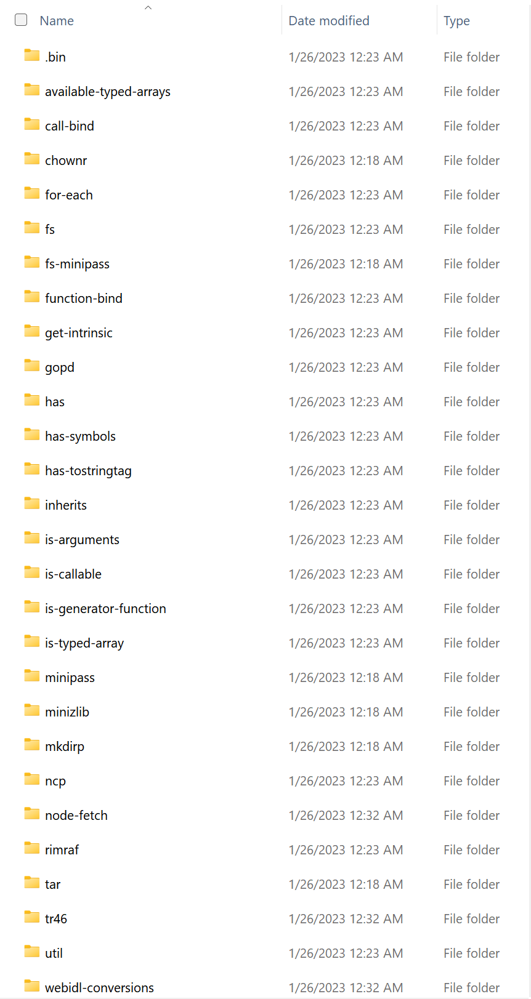 Name Date modified Type
.bin 1/26/2023 12:23 AM File folder
available-typed-arrays 1/26/2023 12:23 AM File folder
call-bind 1/26/2023 12:23 AM File folder
chownr 1/26/2023 12:18 AM File folder
for-each 1/26/2023 12:23 AM File folder
fs 1/26/2023 12:23 AM File folder
fs-minipass 1/26/2023 12:18 AM File folder
function-bind 1/26/2023 12:23 AM File folder
get-intrinsic 1/26/2023 12:23 AM File folder
gopd 1/26/2023 12:23 AM File folder
has 1/26/2023 12:23 AM File folder
has-symbols 1/26/2023 12:23 AM File folder
has-tostringtag 1/26/2023 12:23 AM File folder
inherits 1/26/2023 12:23 AM File folder
is-arguments 1/26/2023 12:23 AM File folder
is-callable 1/26/2023 12:23 AM File folder
is-generator-function 1/26/2023 12:23 AM File folder
is-typed-array 1/26/2023 12:23 AM File folder
minipass 1/26/2023 12:18 AM File folder
minizlib 1/26/2023 12:18 AM File folder
mkdirp 1/26/2023 12:18 AM File folder
ncp 1/26/2023 12:23 AM File folder
node-fetch 1/26/2023 12:32 AM File folder
rimraf 1/26/2023 12:23 AM File folder
tar 1/26/2023 12:18 AM File folder
tr46 1/26/2023 12:32 AM File folder
util 1/26/2023 12:23 AM File folder
webidl-conversions 1/26/2023 12:32 AM File folder